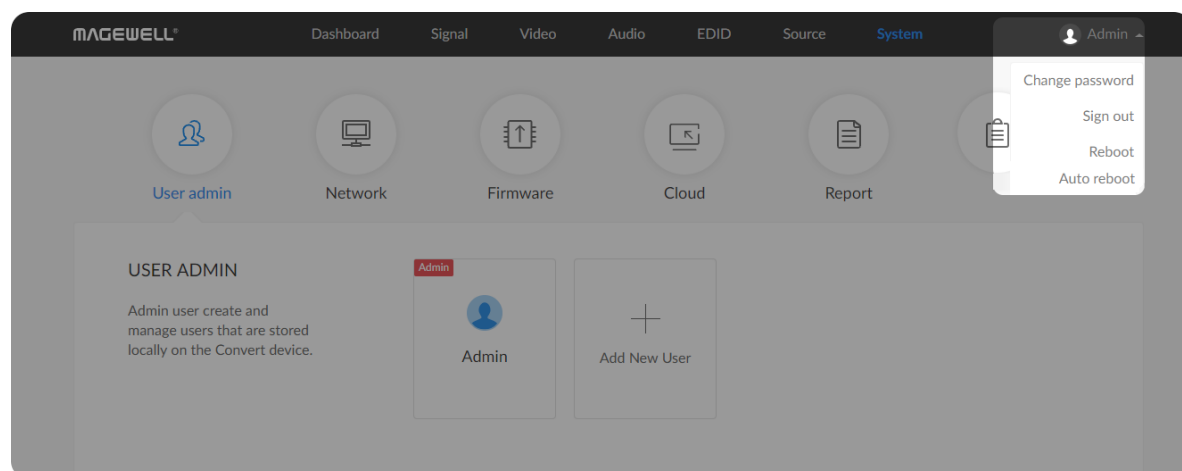 MAGEWELL®
Dashboard
Signal
Video
Audio
EDID
Source
System
Admin
Change password
Sign out
Reboot
Auto reboot
User admin
Network
Firmware
Cloud
Report
USER ADMIN
Admin user create and
manage users that are stored
locally on the Convert device.
Admin
Admin
Add New User